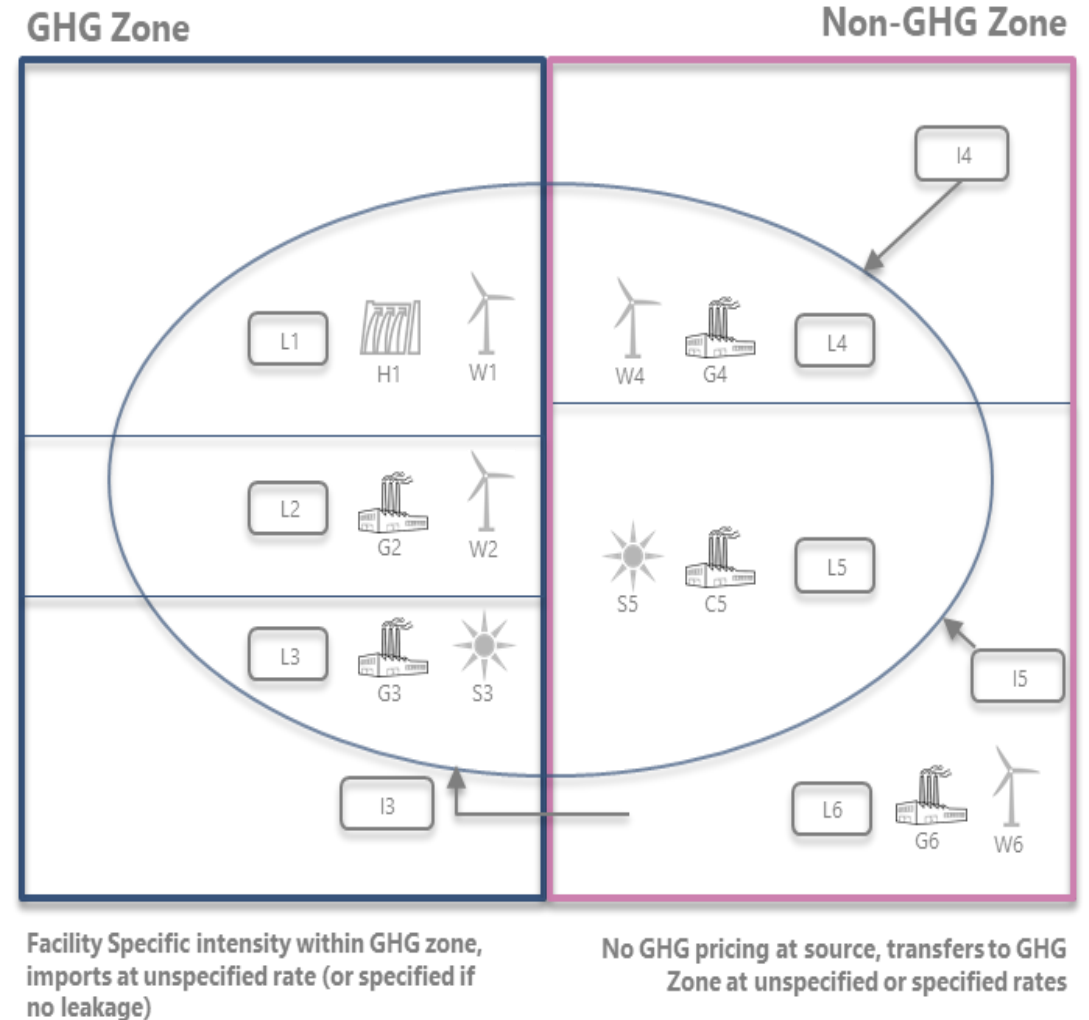 GHG Zone
Non-GHG Zone
I4
L1
H1
W1
W4
G4
L4
L2
G2
W2
S5
C5
L5
L3
G3
S3
I5
I3
L6
G6
W6
Facility Specific intensity within GHG zone,
imports at unspecified rate (or specified if
no leakage)
No GHG pricing at source, transfers to GHG
Zone at unspecified or specified rates